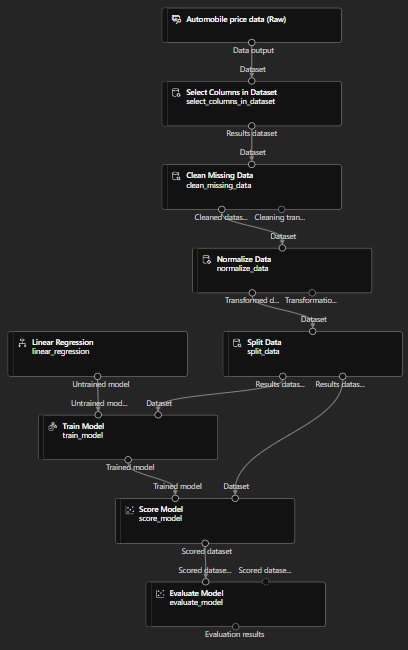 Automobile price data (Raw)
Data output
Dataset
Select Columns in Dataset
select_columns_in_dataset
Results dataset
Dataset
Clean Missing Data
clean_missing_data
Cleaned datas... Cleaning tran...
Dataset
Normalize Data
normalize_data
Transformed d... Transformatio...
Dataset
Linear Regression
linear_regression
Split Data
split_data
Untrained model
Results datas... Results datas...
Untrained mod... Dataset
Train Model
train_model
Trained model
Trained model Dataset
Score Model
score_model
Scored dataset
Scored datase... Scored datase...
Evaluate Model
evaluate_model
Evaluation results